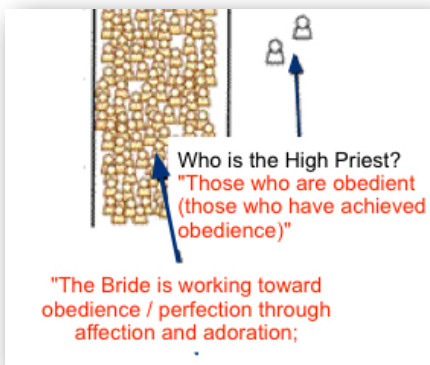 Who is the High Priest?
"Those who are obedient
(those who have achieved
obedience)"
"The Bride is working toward
obedience / perfection through
affection and adoration;